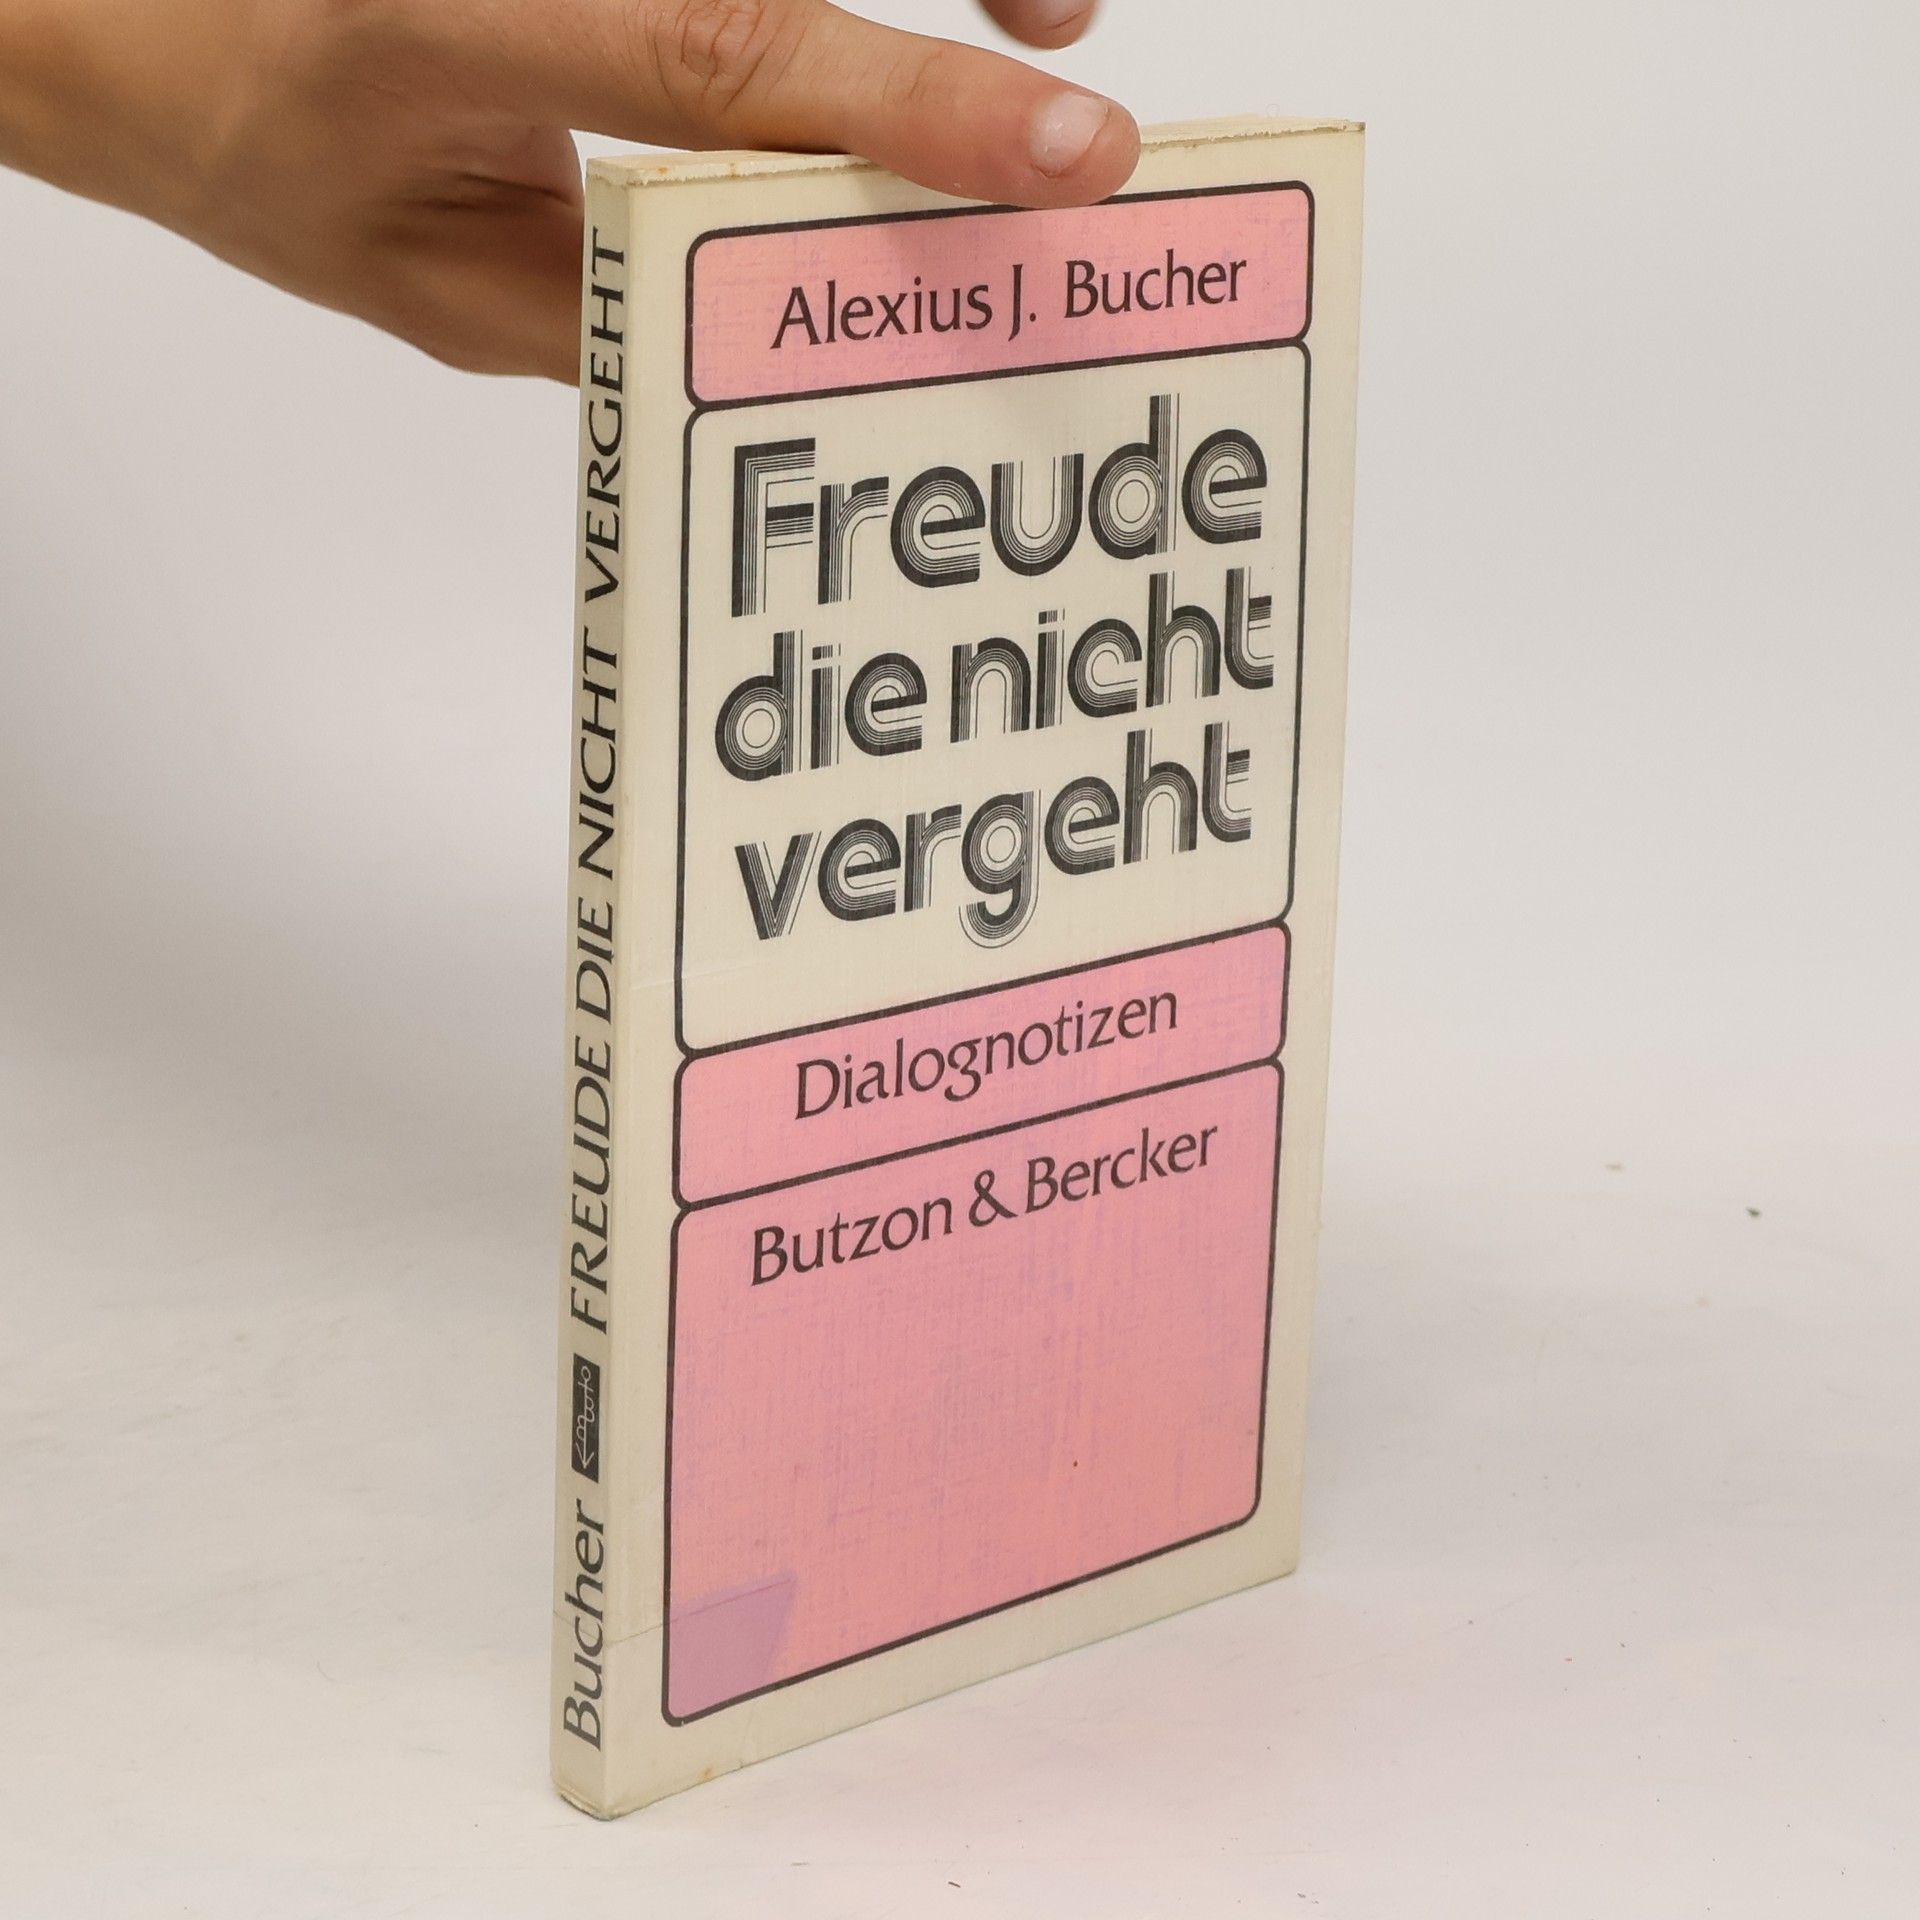 Alexius J. Bucher
Freude
die nicht
vergeht
Dialognotizen
Butzon & Bercker
Bucher FREUDE DIE NICHT VERGEHT